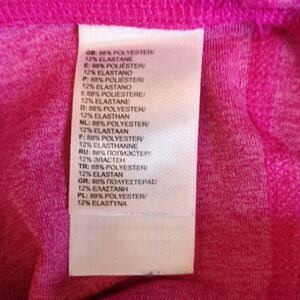 GB: 88% POLYESTER/
12% ELASTANE
E: 88% POLIÉSTER/
12% ELASTANO
P: 88% POLIÉSTER/
12% ELASTANO
I: 88% POLIESTERE/
12% ELASTANE
D: 88% POLYESTER/
12% ELASTHAN
NL: 88% POLYESTER/
12% ELASTAAN
F: 88% POLYESTER/
12% ELASTHANNE
RU: 88% ПОЛИЭСТЕР/
12% ЭЛАСТЕН
TR: 88% POLYESTER/
12% ELASTAN
GR: 88% ΠΟΛΥΕΣΤΕΡΑΣ/
12% ΕΛΑΣΤΑΝΗ
PL: 88% POLYESTER/
12% ELASTYNA